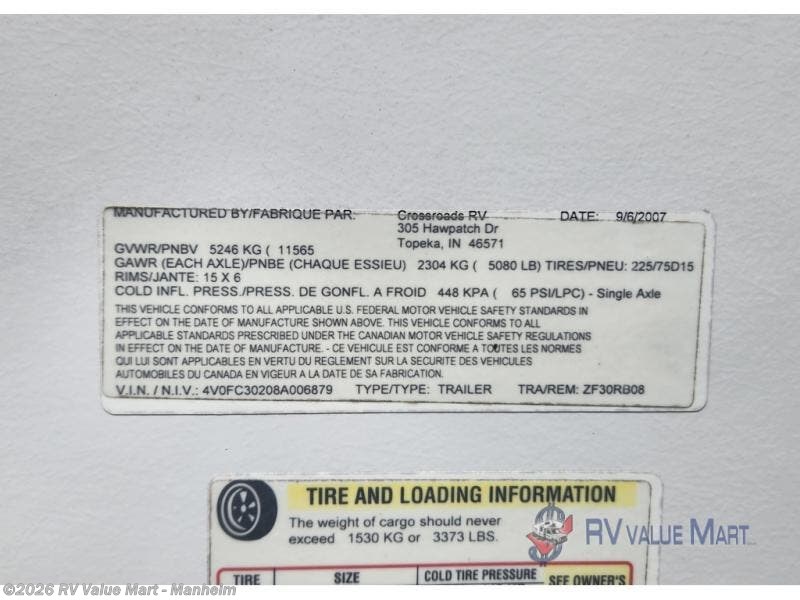 MANUFACTURED BY/FABRIQUE PAR: Crossroads RV DATE: 9/6/2007
305 Hawpatch Dr
Topeka, IN 46571
GVWR/PNBV 5246 KG ( 11565
GAWR (EACH AXLE)/PNBE (CHAQUE ESSIEU) 2304 KG ( 5080 LB) TIRES/PNEU: 225/75D15
RIMS/JANTE: 15 X 6
COLD INFL. PRESS./PRESS. DE GONFL. A FROID 448 KPA ( 65 PSI/LPC) - Single Axle
THIS VEHICLE CONFORMS TO ALL APPLICABLE U.S. FEDERAL MOTOR VEHICLE SAFETY STANDARDS IN
EFFECT ON THE DATE OF MANUFACTURE SHOWN ABOVE. THIS VEHICLE CONFORMS TO ALL
APPLICABLE STANDARDS PRESCRIBED UNDER THE CANADIAN MOTOR VEHICLE SAFETY REGULATIONS
IN EFFECT ON THE DATE OF MANUFACTURE. - CE VEHICULE EST CONFORME A TOUTES LES NORMES
QUI LUI SONT APPLICABLES EN VERTU DU REGLEMENT SUR LA SECURITE DES VEHICULES
AUTOMOBILES DU CANADA EN VIGEUR A LA DATE DE SA FABRICATION.
V.I.N. / N.I.V.: 4V0FC30208A006879 TYPE/TYPE: TRAILER TRA/REM: ZF30RB08
TIRE AND LOADING INFORMATION
The weight of cargo should never
exceed 1530 KG or 3373 LBS.
TIRE SIZE COLD TIRE PRESSURE SEE OWNER'S
RV VALUE MART
©2026 RV Value Mart - Manheim